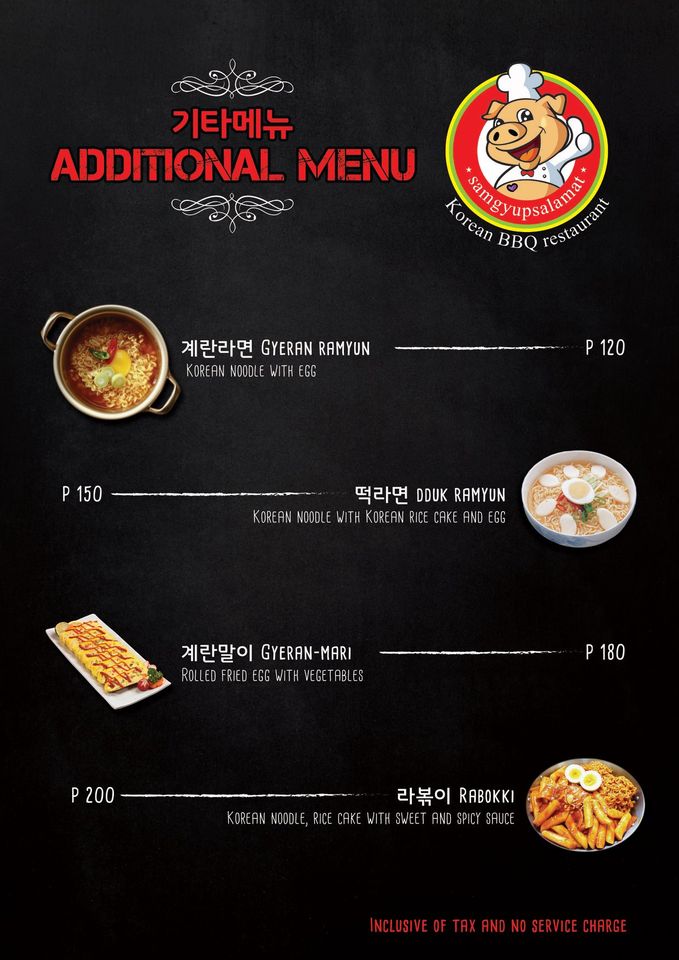 기타메뉴
ADDITIONAL MENU
samgyupsalamat
Korean BBQ restaurant
계란라면 GYERAN RAMYUN P 120
KOREAN NOODLE WITH EGG
P 150 떡라면 DDUK RAMYUN
KOREAN NOODLE WITH KOREAN RICE CAKE AND EGG
계란말이 GYERAN-MARI P 180
ROLLED FRIED EGG WITH VEGETABLES
P 200 라볶이 RABOKKI
KOREAN NOODLE, RICE CAKE WITH SWEET AND SPICY SAUCE
INCLUSIVE OF TAX AND NO SERVICE CHARGE